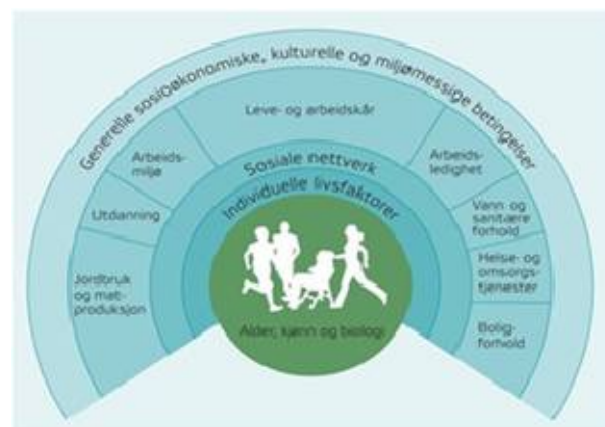 Generelle sosioøkonomiske, kulturelle og miljømessige betingelser
Leve- og arbeidskår
Arbeids-
miljø
Utdanning
Jordbruk
og mat-
produksjon
Arbeids-
ledighet
Vann og
sanitære
forhold
Helse- og
omsorgs-
tjenester
Bolig-
forhold
Sosiale nettverk
Individuelle livsfaktorer
Alder, kjønn og biologi